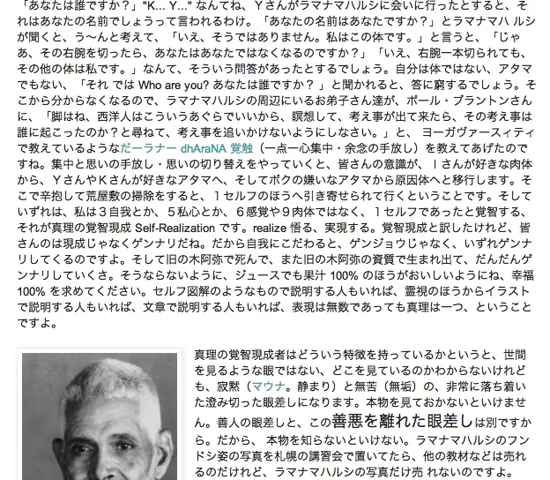 「あなたは誰ですか？」"K... Y..." なんてね、Ｙさんがラマナマハルシに会いに行ったとすると、そ
れはあなたの名前でしょうって言われるわけ。「あなたの名前はあなたですか？」とラマナマハ ルシ
が聞くと、う〜んと考えて、「いえ、そうではありません。私はこの体です。」と言うと、「じゃ
あ、その右腕を切ったら、あなたはあなたではなくなるのですか？」「いえ、右腕一本切られても、
その他の体は私です。」なんて、そういう問答があったとするでしょう。自分は体ではない、アタマ
でもない、「それ では Who are you? あなたは誰ですか？ 」と聞かれると、答に窮するでしょう。そ
こから分からなくなるので、ラマナマハルシの周辺にいるお弟子さん達が、ポール・ブラントンさん
に、「脚はね、西洋人はこういうあぐらでいいから、瞑想して、考え事が出て来たら、その考え事は
誰に起こったのか？と尋ねて、考え事を追いかけないようにしなさい。」と、 ヨーガヴァースィティ
で教えているようなだーラナー dhAraNA 覚触（一点一心集中・余念の手放し）を教えてあげたので
すね。集中と思いの手放し・思いの切り替えをやっていくと、皆さんの意識が、Ｉさんが好きな肉体
から、ＹさんやＫさんが好きなアタマへ、そしてボクの嫌いなアタマから原因体へと移行します。そ
こで辛抱して荒屋敷の掃除をすると、１セルフのほうへ引き寄せられて行くということです。そして
いずれは、私は３自我とか、５私心とか、６感覚や９肉体ではなく、１セルフであったと覚智する、
それが真理の覚智現成 Self-Realization です。realize 悟る、実現する。覚智現成と訳したけれど、皆
さんのは現成じゃなくゲンナリだね。だから自我にこだわると、ゲンジョウじゃなく、いずれゲンナ
リしてくるのですよ。そして旧の木阿弥で死んで、また旧の木阿弥の資質で生まれ出て、だんだんゲ
ンナリしていくさ。そうならないように、ジュースでも果汁 100% のほうがおいしいようにね、幸福
100% を求めてください。セルフ図解のようなもので説明する人もいれば、霊視のほうからイラスト
で説明する人もいれば、文章で説明する人もいれば、表現は無数であっても真理は一つ、ということ
ですよ。
真理の覚智現成者はどういう特徴を持っているかというと、世間
を見るような眼ではない、どこを見ているのかわからないけれど
も、寂黙（マウナ。静まり）と無苦（無垢）の、非常に落ち着い
た澄み切った眼差しになります。本物を見ておかないといけませ
ん。善人の眼差しと、この善悪を離れた眼差しは別ですか
ら。だから、 本物を知らないといけない。ラマナマハルシのフン
ドシ姿の写真を札幌の講習会で置いてたら、他の教材などは売れ
るのだけれど、ラマナマハルシの写真だけ売 れないのですよ。